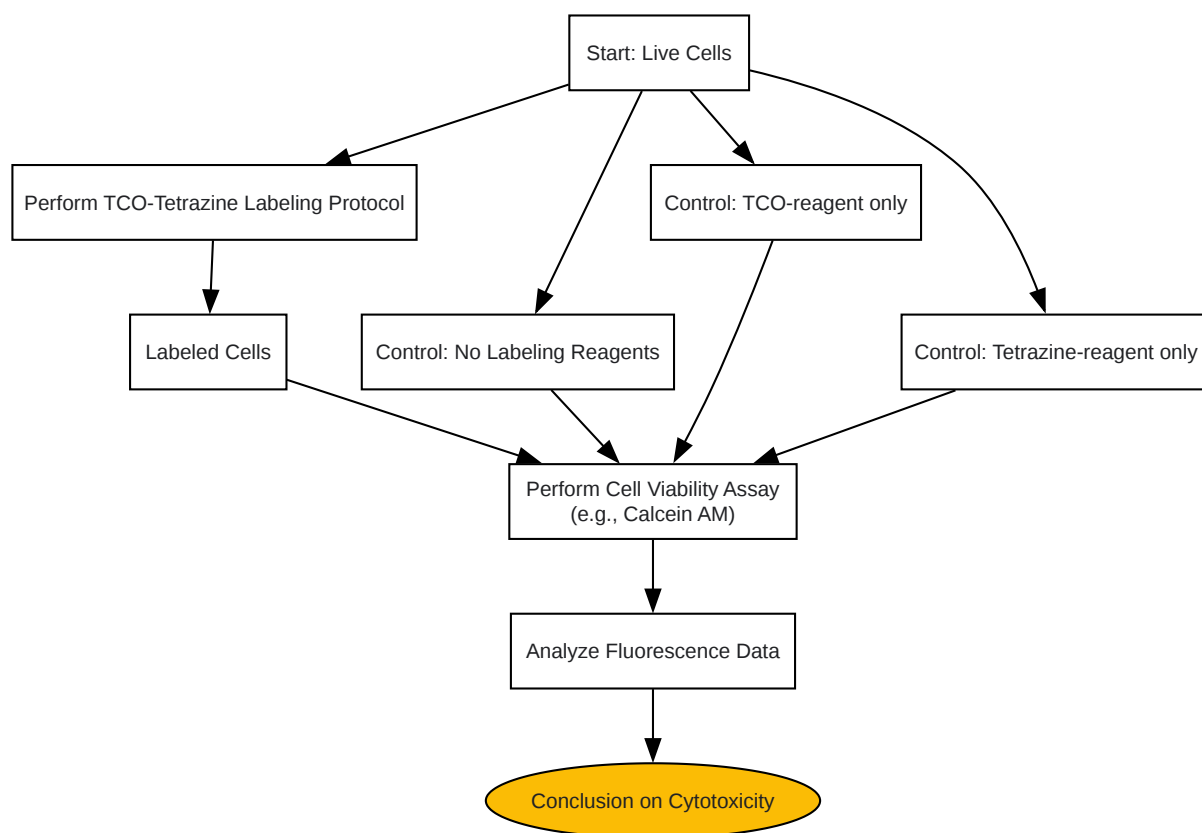 Start: Live Cells
Perform TCO-Tetrazine Labeling Protocol
Control: TCO-reagent only
Labeled Cells
Control: No Labeling Reagents
Control: Tetrazine-reagent only
Perform Cell Viability Assay
(e.g., Calcein AM)
Analyze Fluorescence Data
Conclusion on Cytotoxicity